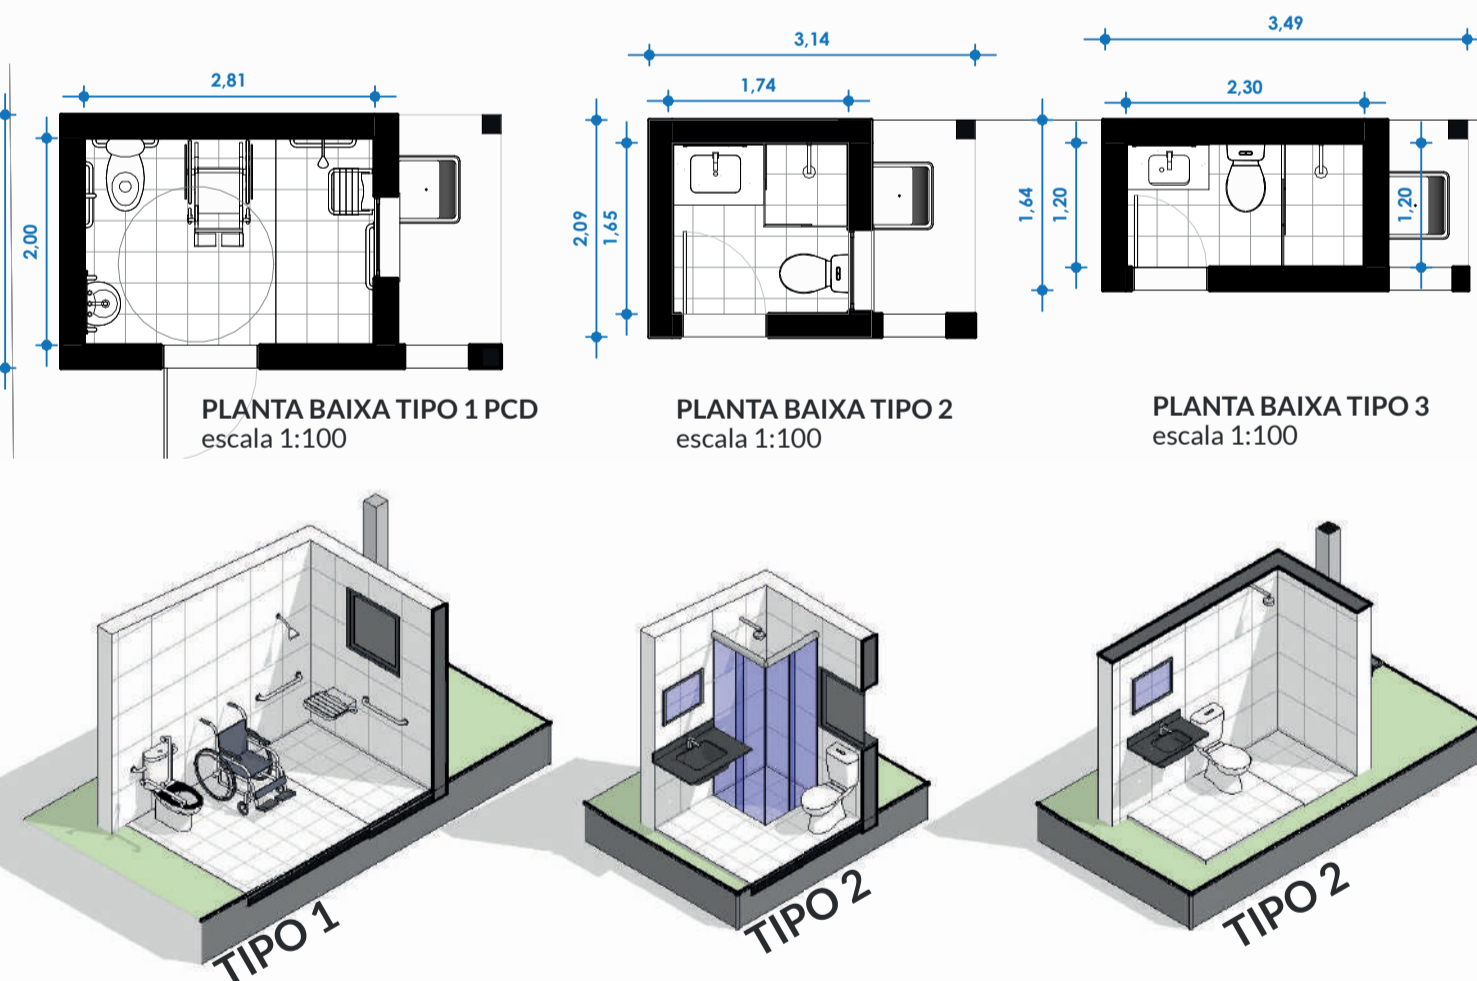 3,49
3,14
2,81
1,74
2,30
2,00
2,09
1,65
1,64
1,20
1,20
PLANTA BAIXA TIPO 1 PCD
escala 1:100
PLANTA BAIXA TIPO 2
escala 1:100
PLANTA BAIXA TIPO 3
escala 1:100
TIPO 1
TIPO 2
TIPO 2